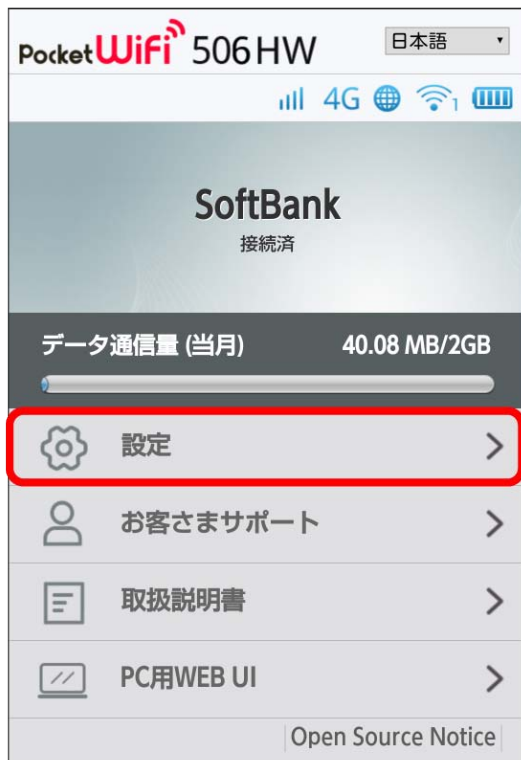 Pocket WiFi 506HW
日本語
4G
1
SoftBank
接続済
データ通信量 (当月) 40.08 MB/2GB
設定
お客さまサポート
取扱説明書
PC用WEB UI
Open Source Notice